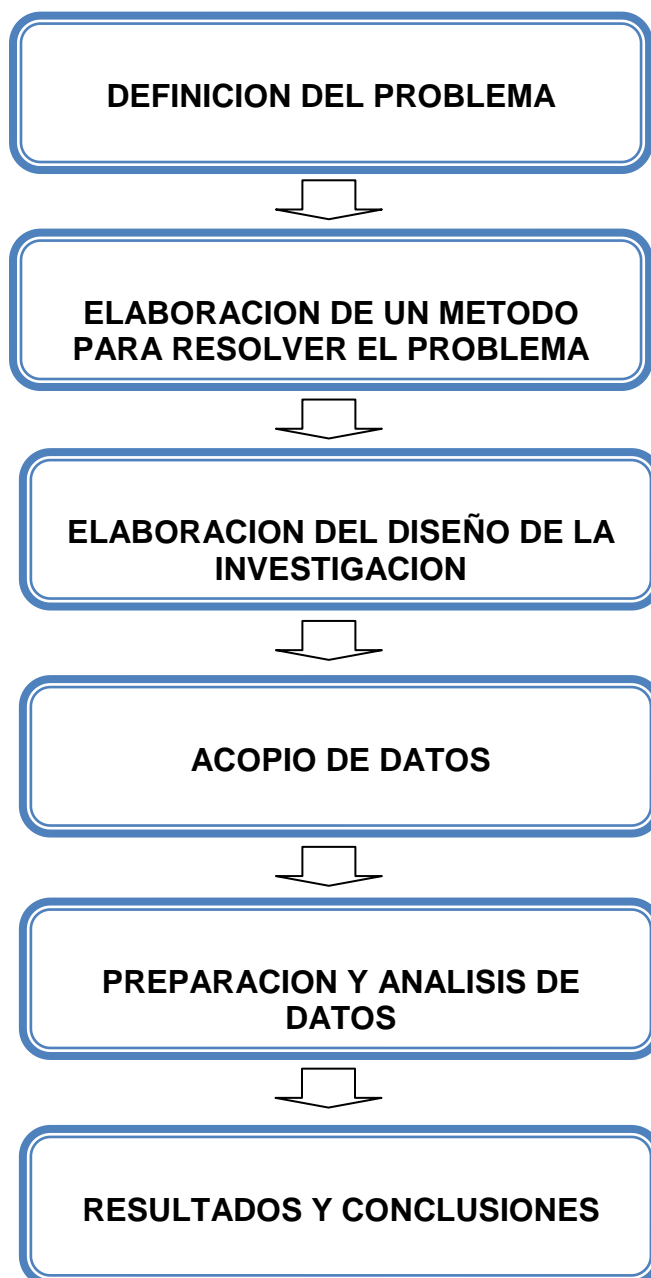 DEFINICION DEL PROBLEMA
ELABORACION DE UN METODO
PARA RESOLVER EL PROBLEMA
ELABORACION DEL DISEÑO DE LA
INVESTIGACION
ACOPIO DE DATOS
PREPARACION Y ANALISIS DE
DATOS
RESULTADOS Y CONCLUSIONES